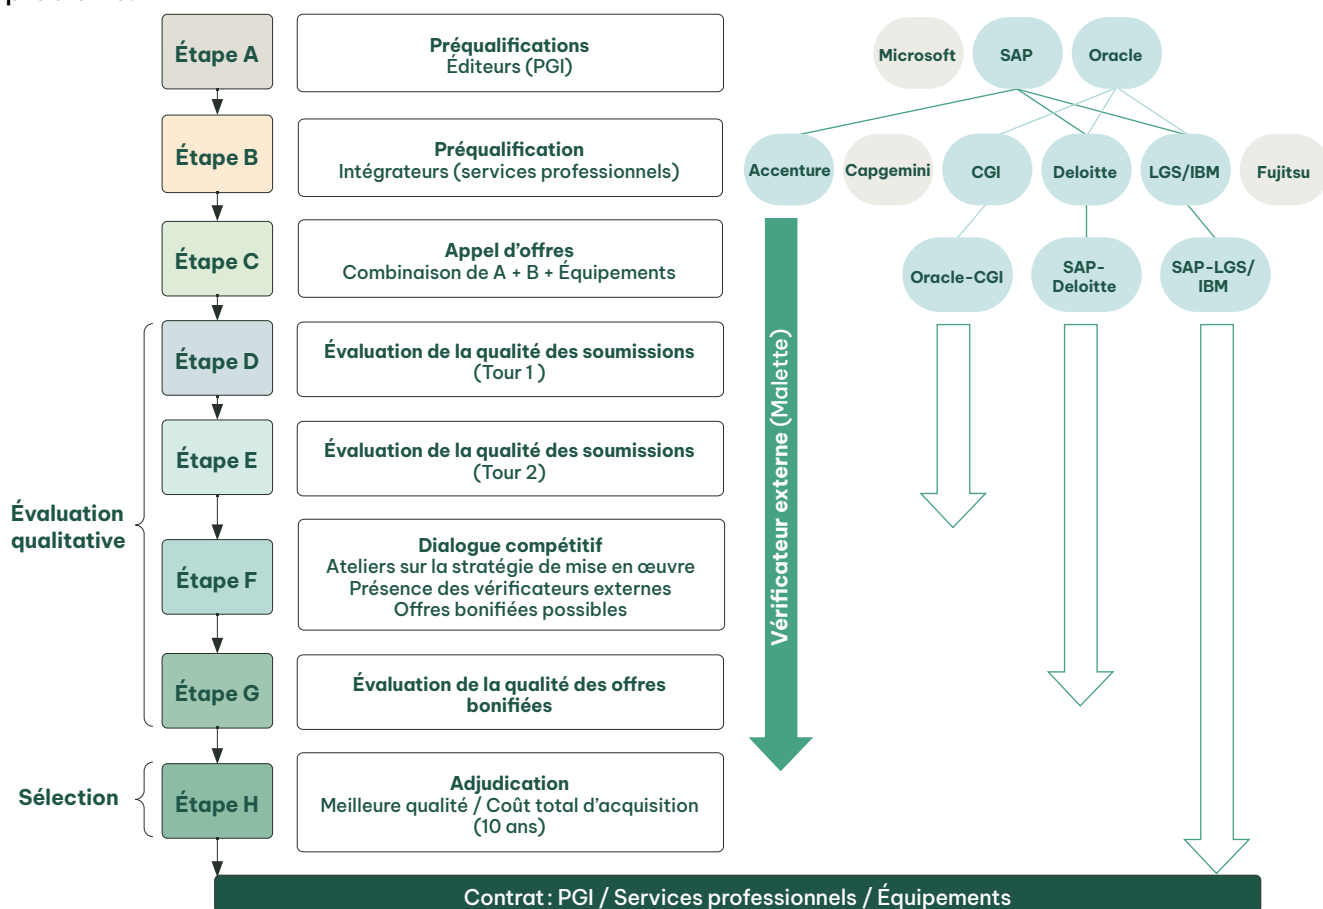 Étape A
Préqualifications
Éditeurs (PGI)
Microsoft
SAP
Oracle
Étape B
Préqualification
Intégrateurs (services professionnels)
Accenture
Capgemini
CGI
Deloitte
LGS/IBM
Fujitsu
Étape C
Appel d'offres
Combinaison de A + B + Équipements
Oracle-CGI
SAP-
Deloitte
SAP-LGS/
IBM
Étape D
Évaluation de la qualité des soumissions
(Tour 1 )
Étape E
Évaluation de la qualité des soumissions
(Tour 2)
Vérificateur externe (Malette)
Évaluation
qualitative
Étape F
Dialogue compétitif
Ateliers sur la stratégie de mise en œuvre
Présence des vérificateurs externes
Offres bonifiées possibles
Étape G
Évaluation de la qualité des offres
bonifiées
Sélection
Étape H
Adjudication
Meilleure qualité / Coût total d'acquisition
(10 ans)
Contrat : PGI / Services professionnels / Équipements